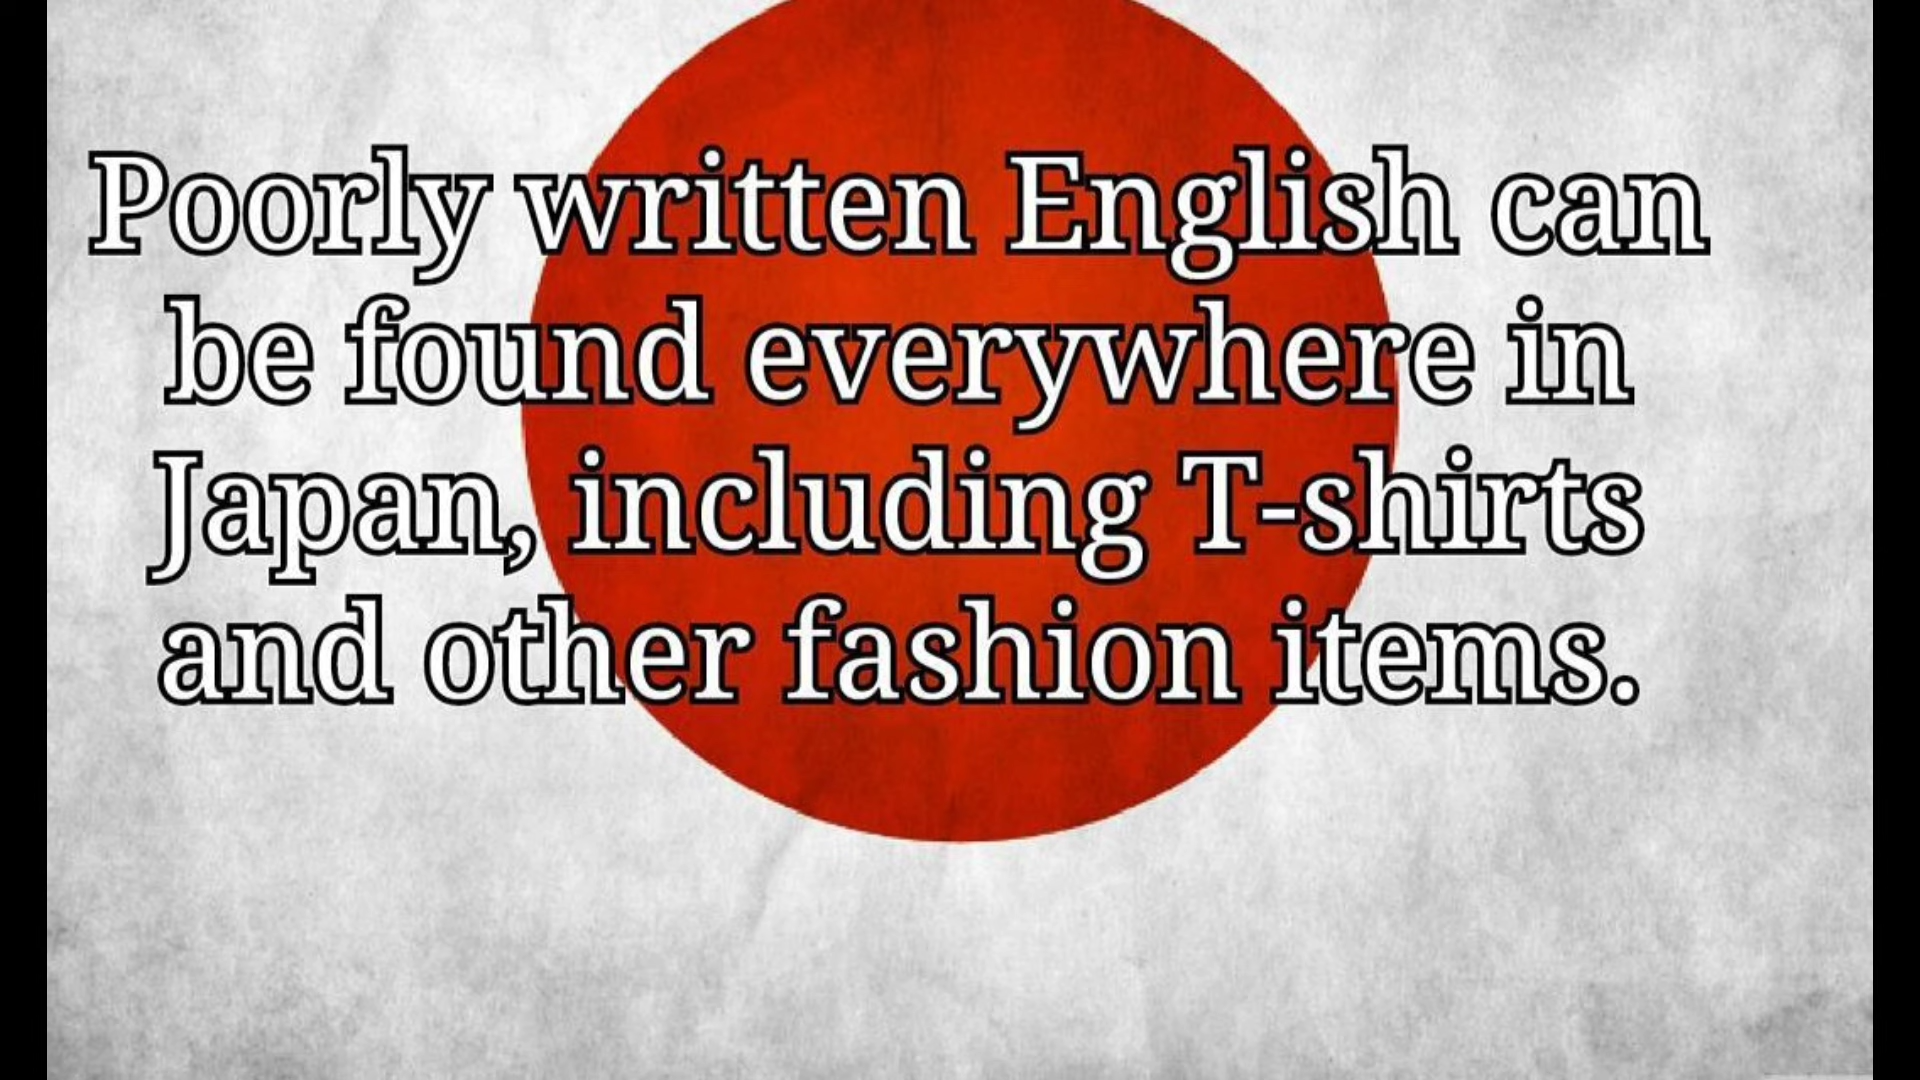 Poorly written English can
be found everywhere in
Japan, including T-shirts
and other fashion items.